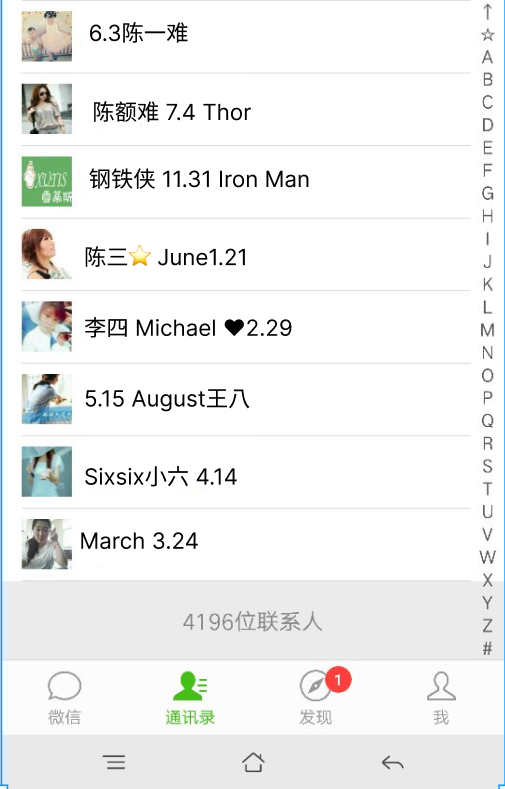 6.3陈一难
陈额难 7.4 Thor
XUTIS
钢铁侠 11.31 Iron Man
陈三⭐ June1.21
李四 Michael ♥2.29
5.15 August王八
Sixsix小六 4.14
March 3.24
4196位联系人
↑
☆
A
B
C
D
E
F
G
H
I
J
K
L
M
N
O
P
Q
R
S
T
U
V
W
X
Y
Z
#
1
微信
通讯录
发现
我